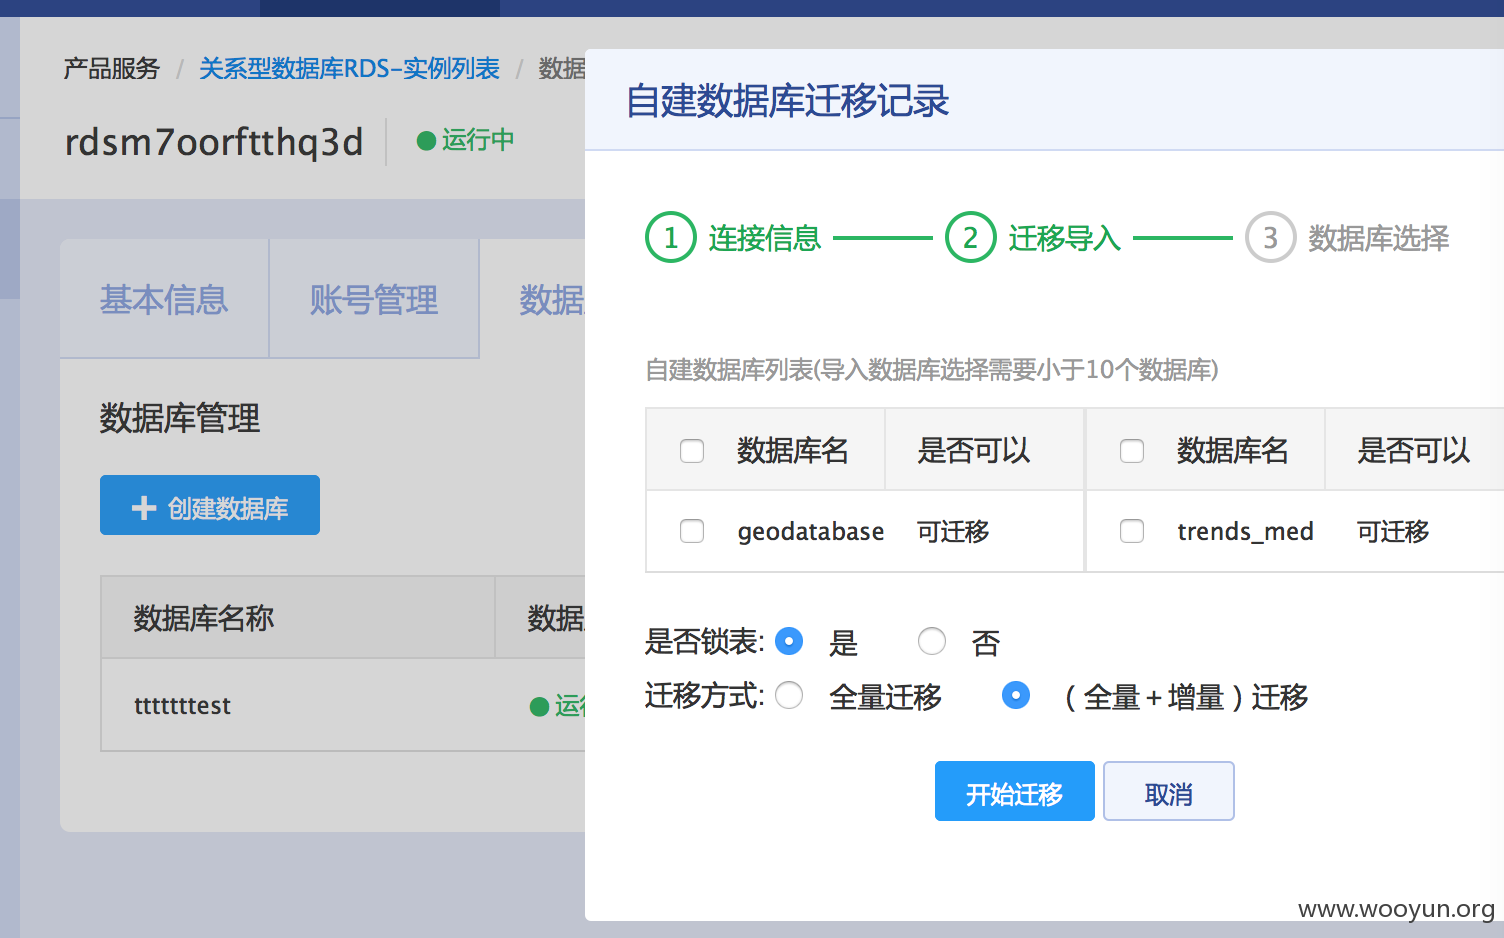 产品服务 / 关系型数据库RDS-实例列表 / 数据
rdsm7oorftthq3d
运行中
基本信息
账号管理
数据
数据库管理
创建数据库
数据库名称
数据
ttttttttest
运行
自建数据库迁移记录
1 连接信息
2 迁移导入
3 数据库选择
自建数据库列表(导入数据库选择需要小于10个数据库)
数据库名 是否可以 数据库名 是否可以
geodatabase 可迁移 trends_med 可迁移
是否锁表: 是 否
迁移方式: 全量迁移 (全量+增量)迁移
开始迁移 取消
www.wooyun.org